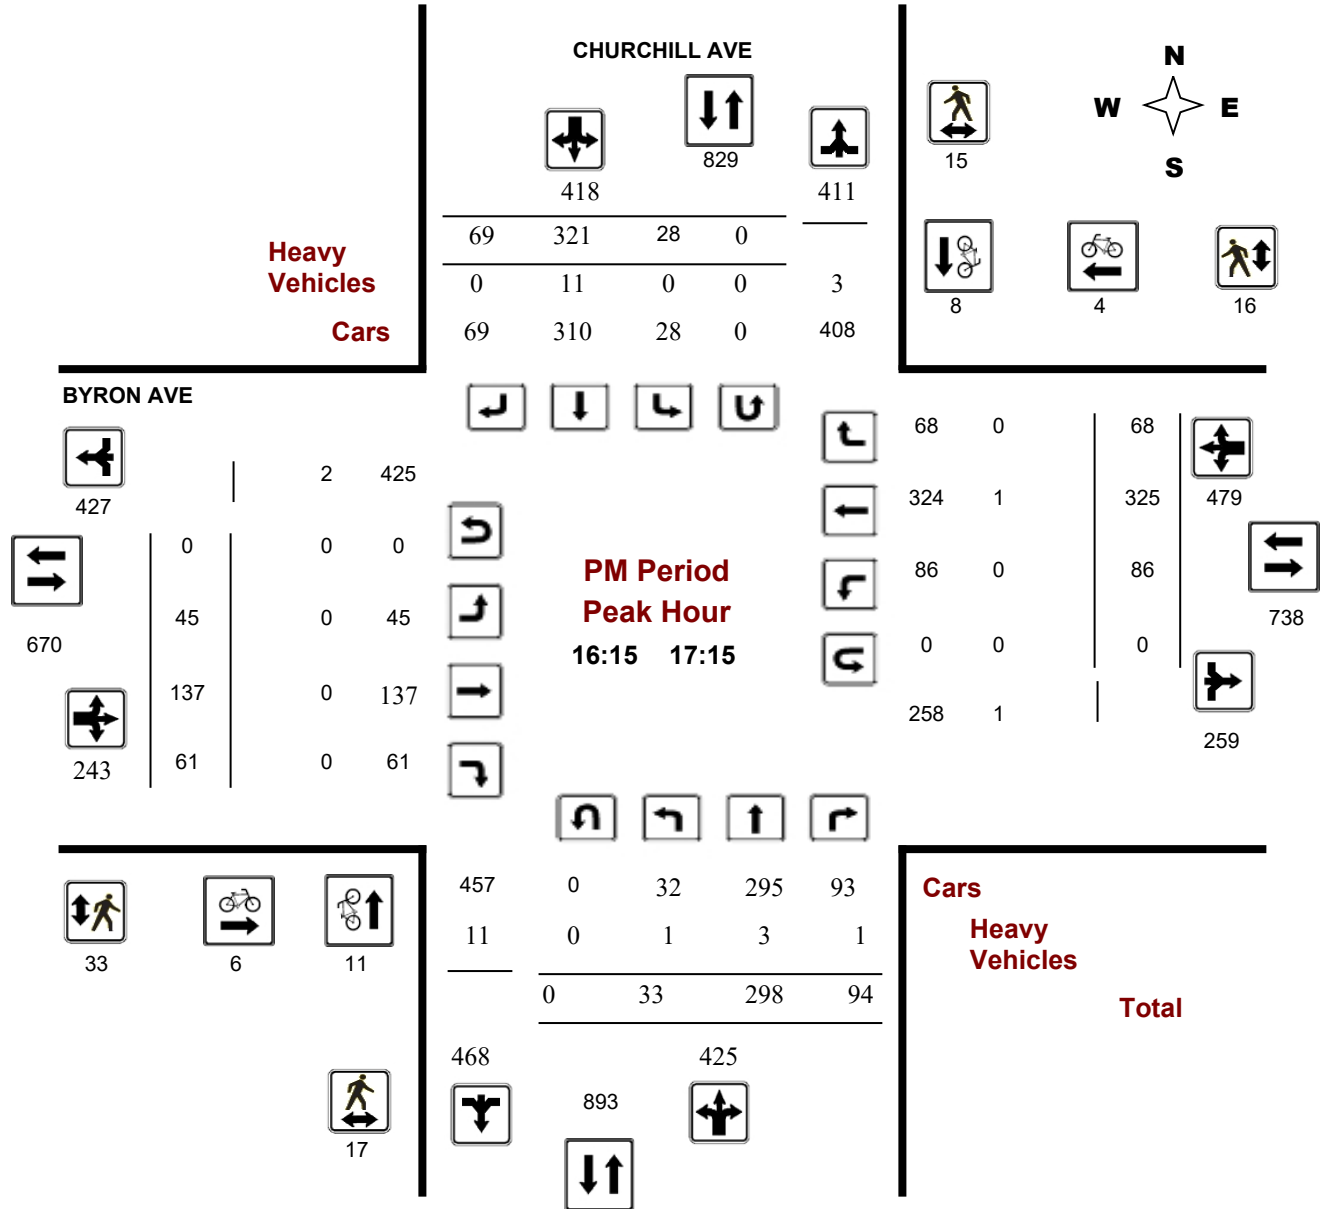 CHURCHILL AVE
N
W E
S
829
15
418 411
69 321 28 0
Heavy
Vehicles
0 11 0 0 3
8 4 16
Cars
69 310 28 0 408
BYRON AVE
68 0 68
2 425
427
324 1 325 479
0 0 0
PM Period
86 0 86
Peak Hour
45 0 45
738
670
16:15 17:15
0 0 0
137 0 137
258 1
259
243 61 0 61
457 0 32 295 93
Cars
11 0 1 3 1
Heavy
Vehicles
33 6 11
0 33 298 94
Total
468 425
893
17